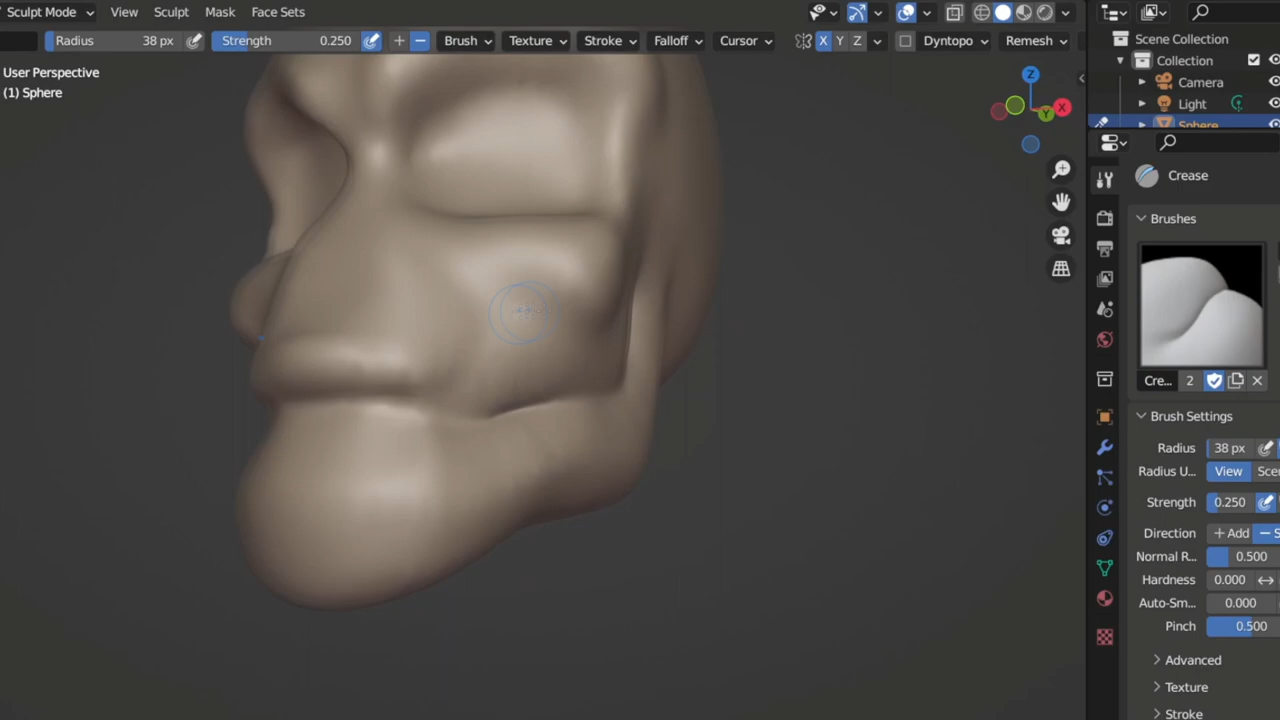 Sculpt Mode View Sculpt Mask Face Sets
Radius 38 px Strength 0.250 + − Brush Texture Stroke Falloff Cursor X Y Z Dyntopo Remesh
User Perspective
(1) Sphere
Z
X
Y
Scene Collection
Collection
Camera
Light
Sphere
Crease
Brushes
Cre... 2
Brush Settings
Radius 38 px
Radius U... View Scen
Strength 0.250
Direction + Add − S
Normal R... 0.500
Hardness 0.000
Auto-Sm... 0.000
Pinch 0.500
Advanced
Texture
Stroke